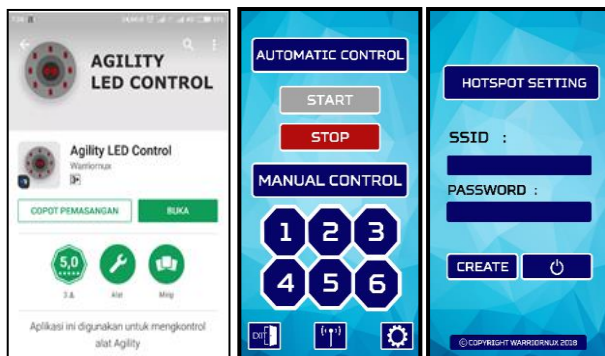 AGILITY
LED CONTROL
Agility LED Control
Warriornux
3+
COPOT PEMASANGAN
BUKA
5,0
Alat
Mirip
Aplikasi ini digunakan untuk mengkontrol
alat Agility
AUTOMATIC CONTROL
START
STOP
MANUAL CONTROL
1 2 3
4 5 6
EXIT
HOTSPOT SETTING
SSID :
PASSWORD :
CREATE
© COPYRIGHT WARRIORNUX 2018